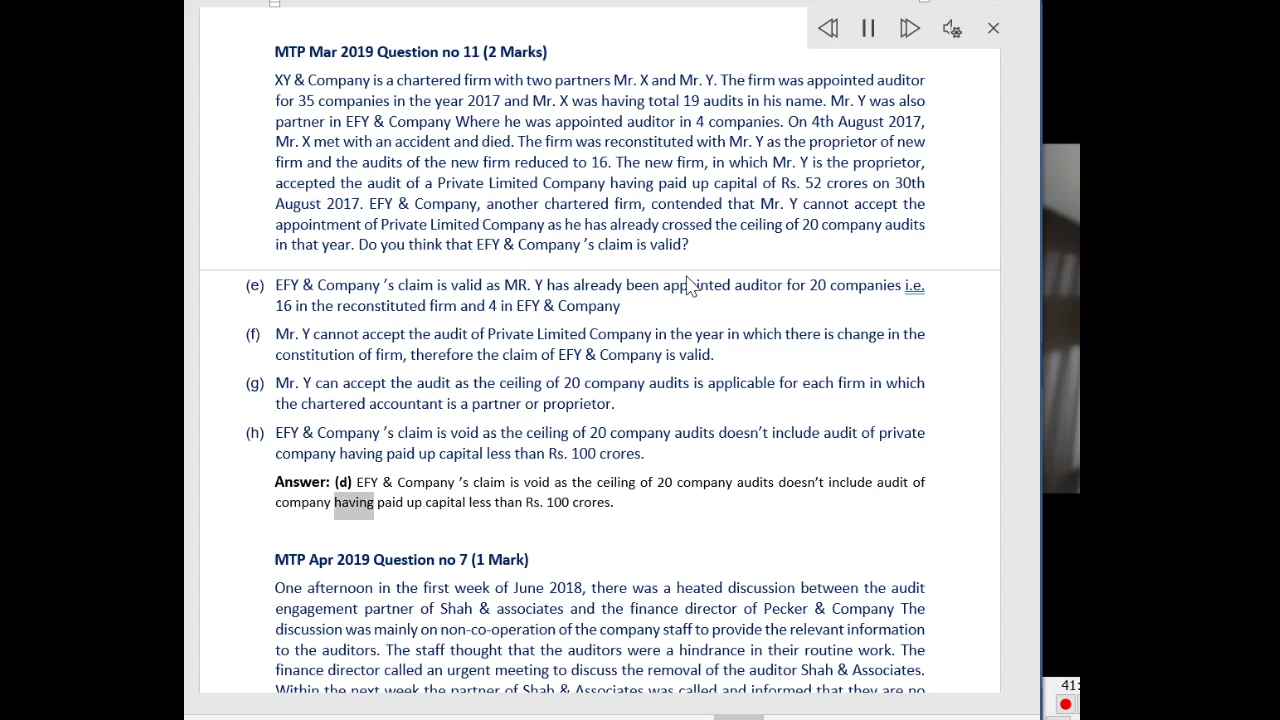 MTP Mar 2019 Question no 11 (2 Marks)
XY & Company is a chartered firm with two partners Mr. X and Mr. Y. The firm was appointed auditor
for 35 companies in the year 2017 and Mr. X was having total 19 audits in his name. Mr. Y was also
partner in EFY & Company Where he was appointed auditor in 4 companies. On 4th August 2017,
Mr. X met with an accident and died. The firm was reconstituted with Mr. Y as the proprietor of new
firm and the audits of the new firm reduced to 16. The new firm, in which Mr. Y is the proprietor,
accepted the audit of a Private Limited Company having paid up capital of Rs. 52 crores on 30th
August 2017. EFY & Company, another chartered firm, contended that Mr. Y cannot accept the
appointment of Private Limited Company as he has already crossed the ceiling of 20 company audits
in that year. Do you think that EFY & Company 's claim is valid?
(e) EFY & Company 's claim is valid as MR. Y has already been appointed auditor for 20 companies i.e.
16 in the reconstituted firm and 4 in EFY & Company
(f) Mr. Y cannot accept the audit of Private Limited Company in the year in which there is change in the
constitution of firm, therefore the claim of EFY & Company is valid.
(g) Mr. Y can accept the audit as the ceiling of 20 company audits is applicable for each firm in which
the chartered accountant is a partner or proprietor.
(h) EFY & Company 's claim is void as the ceiling of 20 company audits doesn't include audit of private
company having paid up capital less than Rs. 100 crores.
Answer: (d) EFY & Company 's claim is void as the ceiling of 20 company audits doesn't include audit of
company having paid up capital less than Rs. 100 crores.
MTP Apr 2019 Question no 7 (1 Mark)
One afternoon in the first week of June 2018, there was a heated discussion between the audit
engagement partner of Shah & associates and the finance director of Pecker & Company The
discussion was mainly on non-co-operation of the company staff to provide the relevant information
to the auditors. The staff thought that the auditors were a hindrance in their routine work. The
finance director called an urgent meeting to discuss the removal of the auditor Shah & Associates.
Within the next week the partner of Shah & Associates was called and informed that they are no
41: